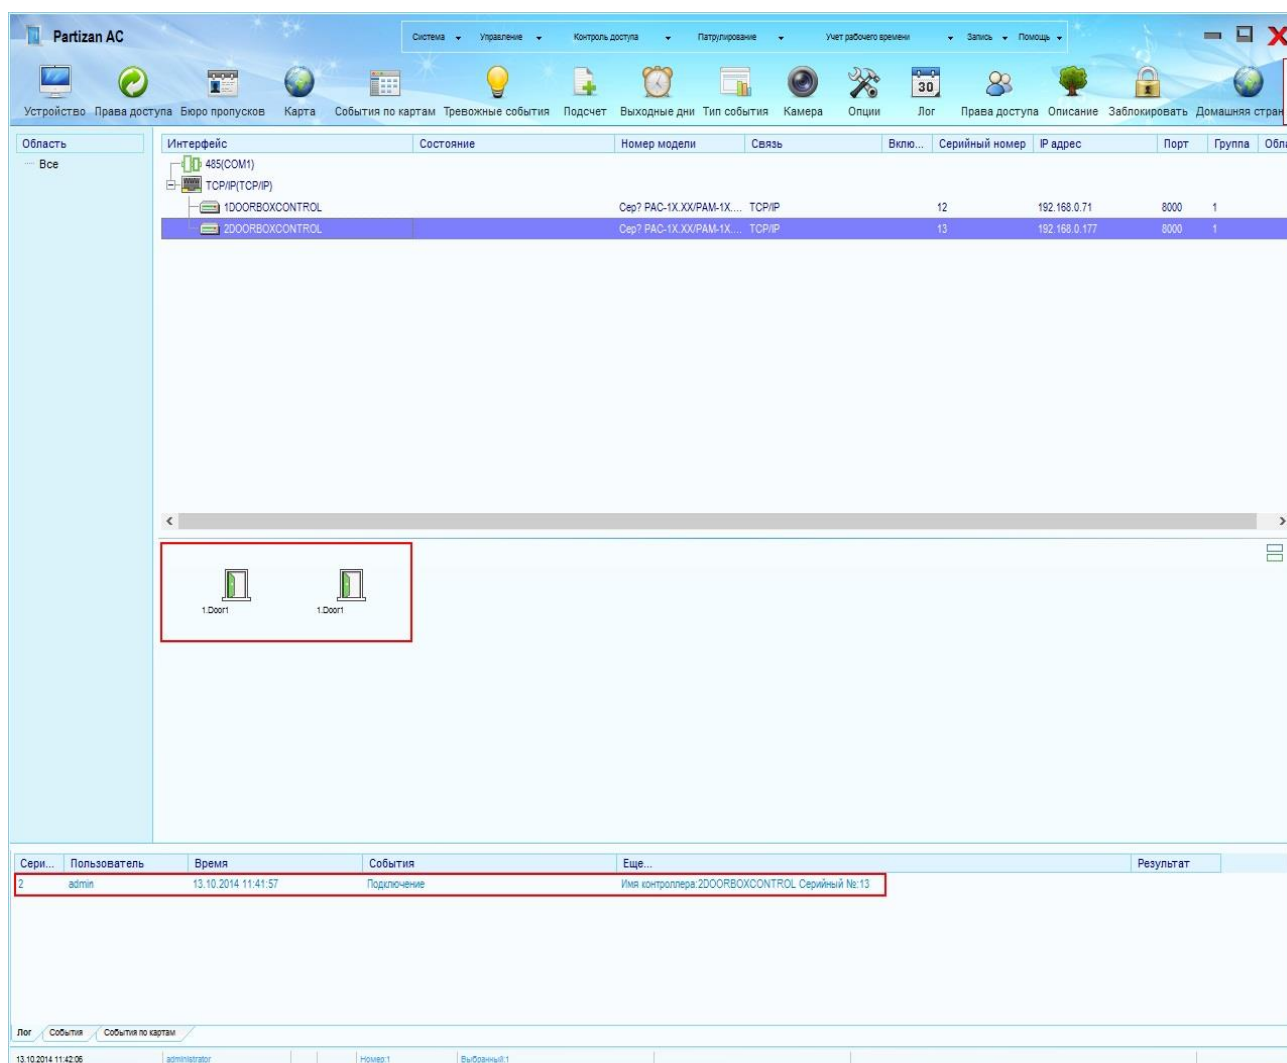 Partizan AC
Система Управление Контроль доступа Патрулирование Учет рабочего времени Запись Помощь
30
Устройство Права доступа Бюро пропусков Карта События по картам Тревожные события Подсчет Выходные дни Тип события Камера Опции Лог Права доступа Описание Заблокировать Домашняя стран
Область Интерфейс Состояние Номер модели Связь Вклю... Серийный номер IP адрес Порт Группа Обла
Все
485(COM1)
TCP/IP(TCP/IP)
1DOORBOXCONTROL Сер? PAC-1X.XX/PAM-1X.... TCP/IP 12 192.168.0.71 8000 1
2DOORBOXCONTROL Сер? PAC-1X.XX/PAM-1X.... TCP/IP 13 192.168.0.177 8000 1
1.Door1 1.Door1
Сери... Пользователь Время События Еще... Результат
2 admin 13.10.2014 11:41:57 Подключение Имя контроллера:2DOORBOXCONTROL Серийный №:13
Лог События События по картам
13.10.2014 11:42:06 administrator Номер:1 Выбранный:1